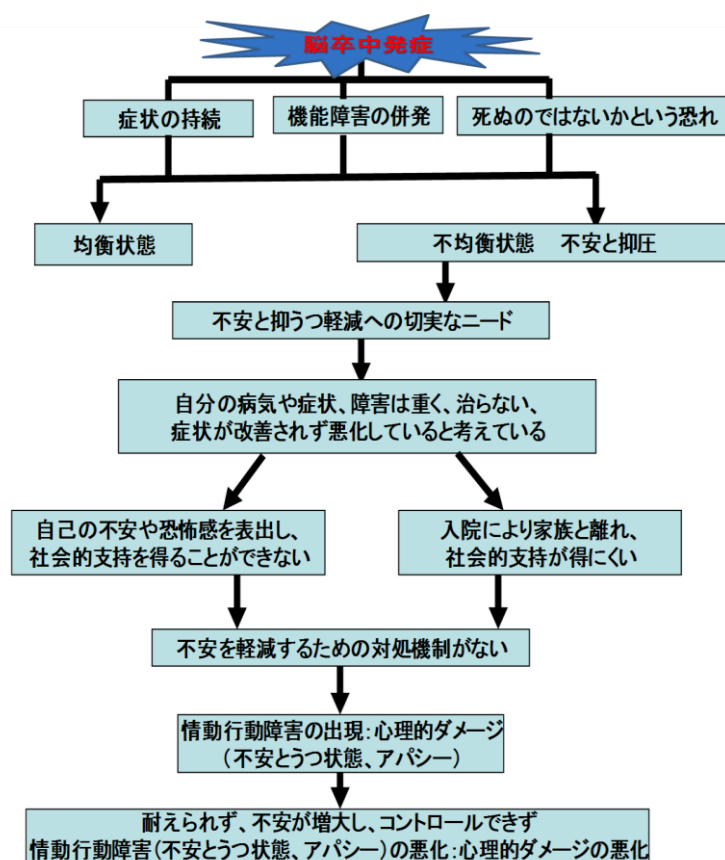 脳卒中発症
症状の持続
機能障害の併発
死ぬのではないかという恐れ
均衡状態
不均衡状態　不安と抑圧
不安と抑うつ軽減への切実なニード
自分の病気や症状、障害は重く、治らない、
症状が改善されず悪化していると考えている
自己の不安や恐怖感を表出し、
社会的支持を得ることができない
入院により家族と離れ、
社会的支持が得にくい
不安を軽減するための対処機制がない
情動行動障害の出現:心理的ダメージ
(不安とうつ状態、アパシー)
耐えられず、不安が増大し、コントロールできず
情動行動障害(不安とうつ状態、アパシー)の悪化:心理的ダメージの悪化